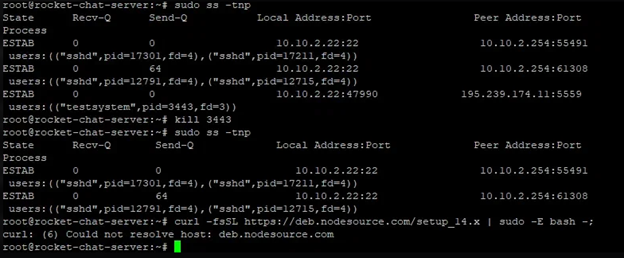 root@rocket-chat-server:~# sudo ss -tnp
State Recv-Q Send-Q Local Address:Port Peer Address:Port
Process
ESTAB 0 0 10.10.2.22:22 10.10.2.254:55491
users:(("sshd",pid=17301,fd=4),("sshd",pid=17211,fd=4))
ESTAB 0 64 10.10.2.22:22 10.10.2.254:61308
users:(("sshd",pid=12791,fd=4),("sshd",pid=12715,fd=4))
ESTAB 0 0 10.10.2.22:47990 195.239.174.11:5559
users:(("testsystem",pid=3443,fd=3))
root@rocket-chat-server:~# kill 3443
root@rocket-chat-server:~# sudo ss -tnp
State Recv-Q Send-Q Local Address:Port Peer Address:Port
Process
ESTAB 0 0 10.10.2.22:22 10.10.2.254:55491
users:(("sshd",pid=17301,fd=4),("sshd",pid=17211,fd=4))
ESTAB 0 64 10.10.2.22:22 10.10.2.254:61308
users:(("sshd",pid=12791,fd=4),("sshd",pid=12715,fd=4))
root@rocket-chat-server:~# curl -fsSL https://deb.nodesource.com/setup_14.x | sudo -E bash -;
curl: (6) Could not resolve host: deb.nodesource.com
root@rocket-chat-server:~#